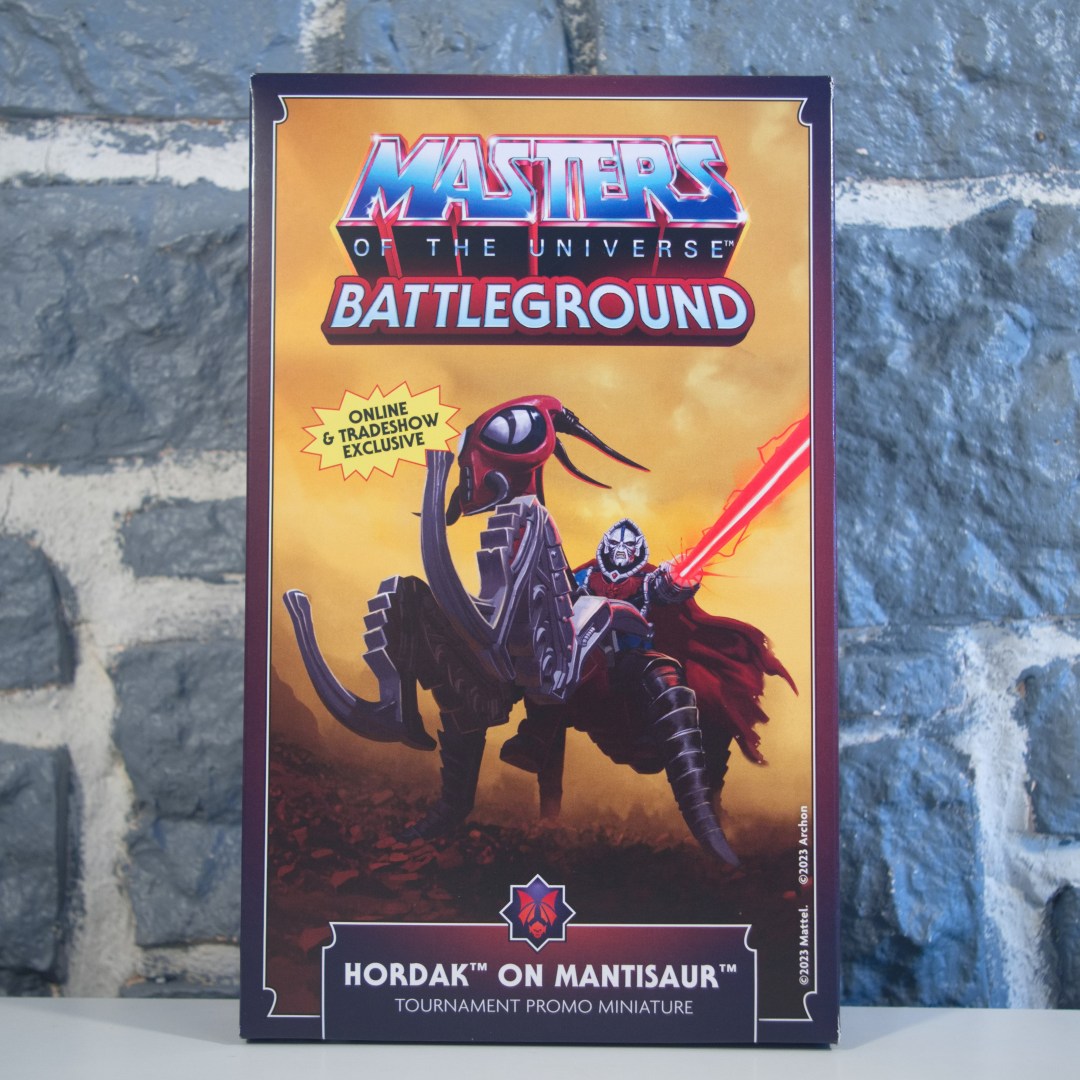 MASTERS
OF THE UNIVERSE™
BATTLEGROUND
ONLINE
& TRADESHOW
EXCLUSIVE
©2023 Mattel. ©2023 Archon
HORDAK™ ON MANTISAUR™
TOURNAMENT PROMO MINIATURE